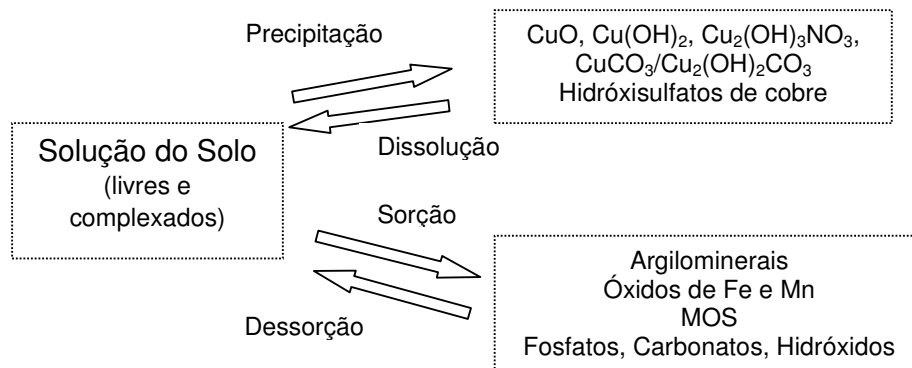 Precipitação
CuO, Cu(OH)₂, Cu₂(OH)₃NO₃,
CuCO₃/Cu₂(OH)₂CO₃
Hidróxisulfatos de cobre
Solução do Solo
(livres e
complexados)
Dissolução
Sorção
Dessorção
Argilominerais
Óxidos de Fe e Mn
MOS
Fosfatos, Carbonatos, Hidróxidos